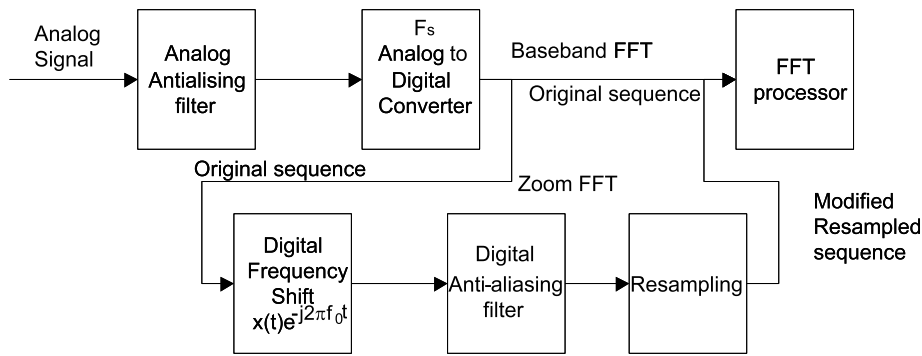 Analog
Signal
Analog
Antialising
filter
Fs
Analog to
Digital
Converter
Baseband FFT
Original sequence
FFT
processor
Original sequence
Zoom FFT
Modified
Resampled
sequence
Digital
Frequency
Shift
x(t)e^-j2πf₀t
Digital
Anti-aliasing
filter
Resampling